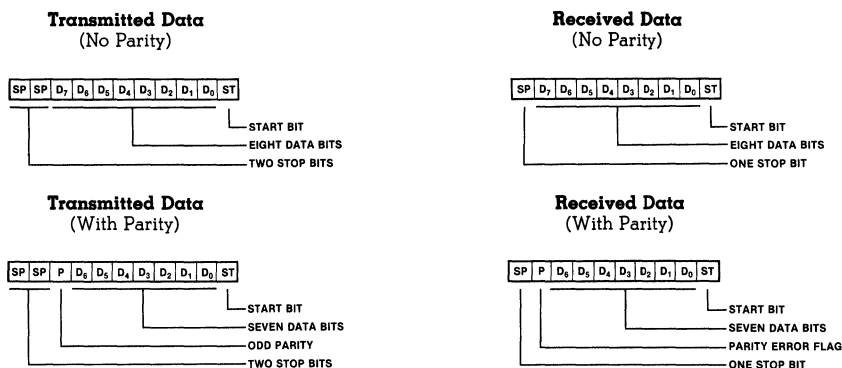 Transmitted Data
(No Parity)
SP SP D7 D6 D5 D4 D3 D2 D1 D0 ST
START BIT
EIGHT DATA BITS
TWO STOP BITS
Received Data
(No Parity)
SP D7 D6 D5 D4 D3 D2 D1 D0 ST
START BIT
EIGHT DATA BITS
ONE STOP BIT
Transmitted Data
(With Parity)
SP SP P D6 D5 D4 D3 D2 D1 D0 ST
START BIT
SEVEN DATA BITS
ODD PARITY
TWO STOP BITS
Received Data
(With Parity)
SP P D6 D5 D4 D3 D2 D1 D0 ST
START BIT
SEVEN DATA BITS
PARITY ERROR FLAG
ONE STOP BIT